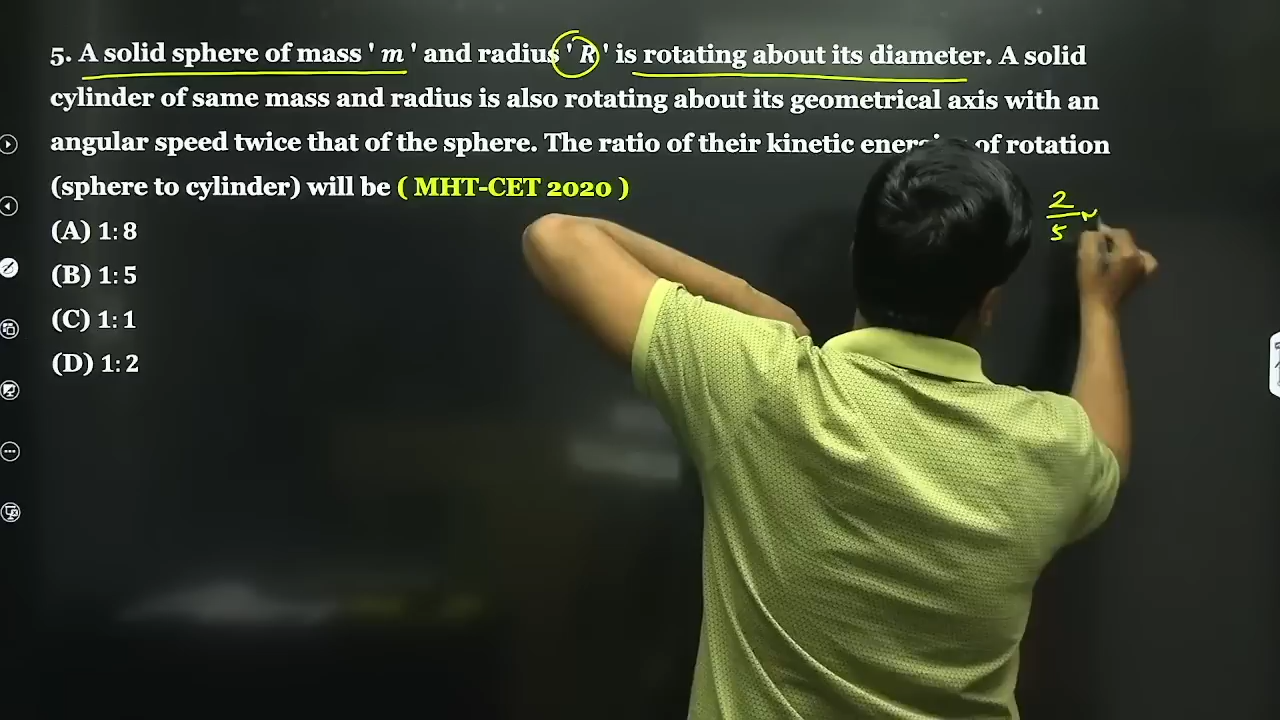 5. A solid sphere of mass ' m ' and radius ' R ' is rotating about its diameter. A solid
cylinder of same mass and radius is also rotating about its geometrical axis with an
angular speed twice that of the sphere. The ratio of their kinetic of rotation
(sphere to cylinder) will be ( MHT-CET 2020 )
2
5
(A) 1:8
(B) 1:5
(C) 1:1
(D) 1:2